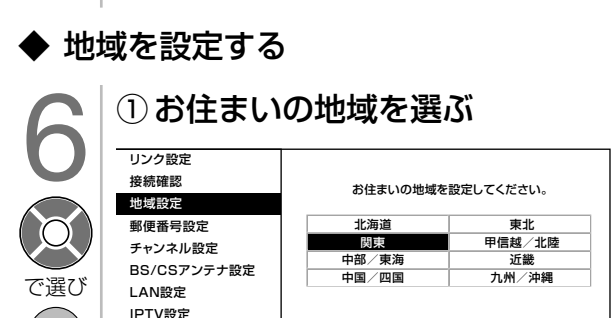 ◆ 地域を設定する
6
① お住まいの地域を選ぶ
で選び
リンク設定
接続確認
地域設定
郵便番号設定
チャンネル設定
BS/CSアンテナ設定
LAN設定
IPTV設定
お住まいの地域を設定してください。
北海道 東北
関東 甲信越／北陸
中部／東海 近畿
中国／四国 九州／沖縄